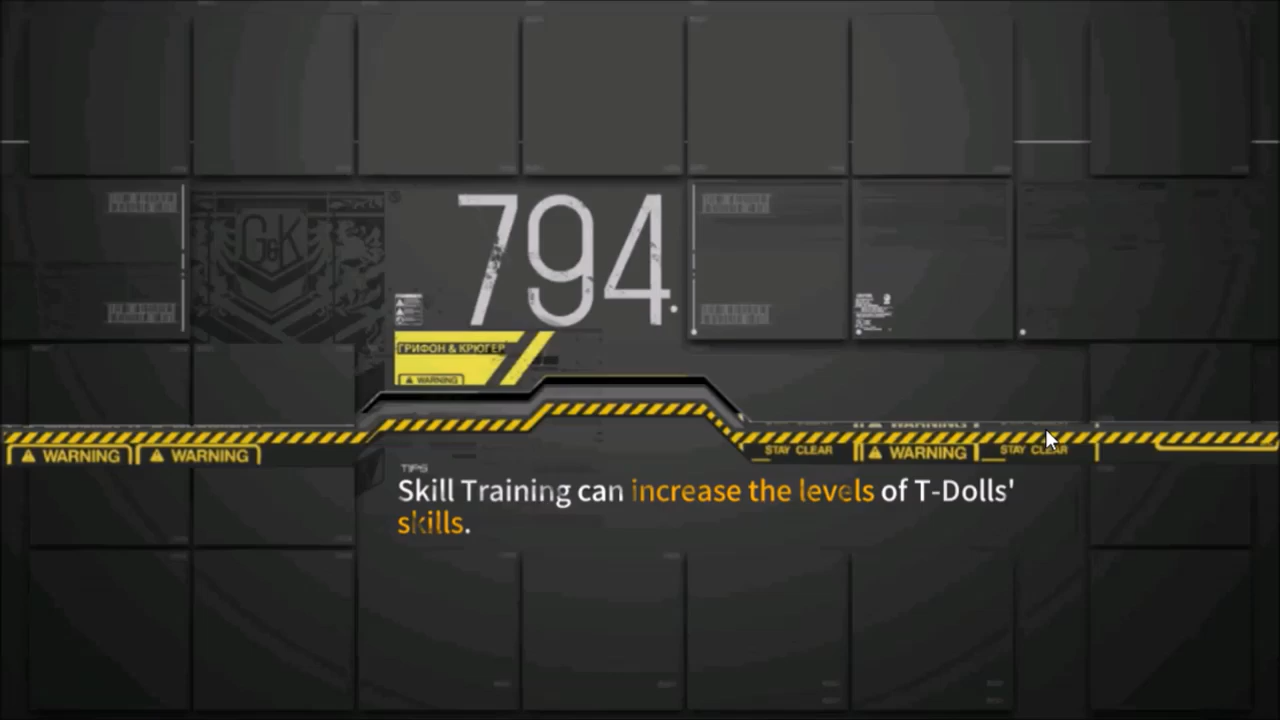 G&K
794.
ГРИФОН & КРЮГЕР
WARNING
WARNING
WARNING
STAY CLEAR
WARNING
STAY CLEAR
WARNING
TIPS
Skill Training can increase the levels of T-Dolls'
skills.